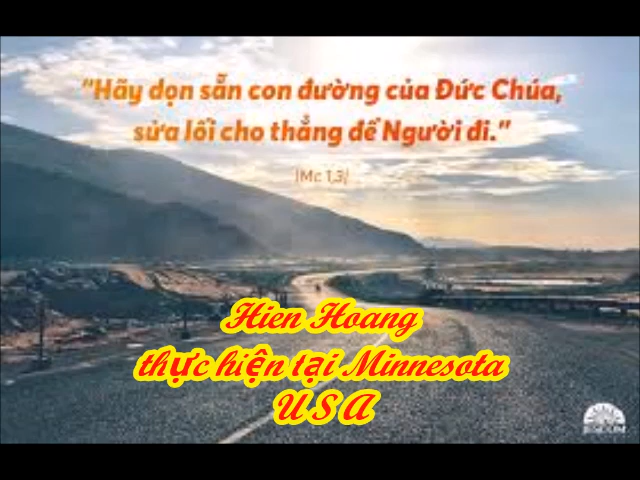 "Hãy dọn sẵn con đường của Đức Chúa,
sửa lối cho thẳng để Người đi."
(Mc 1,3)
Hien Hoang
thực hiện tại Minnesota
U S A